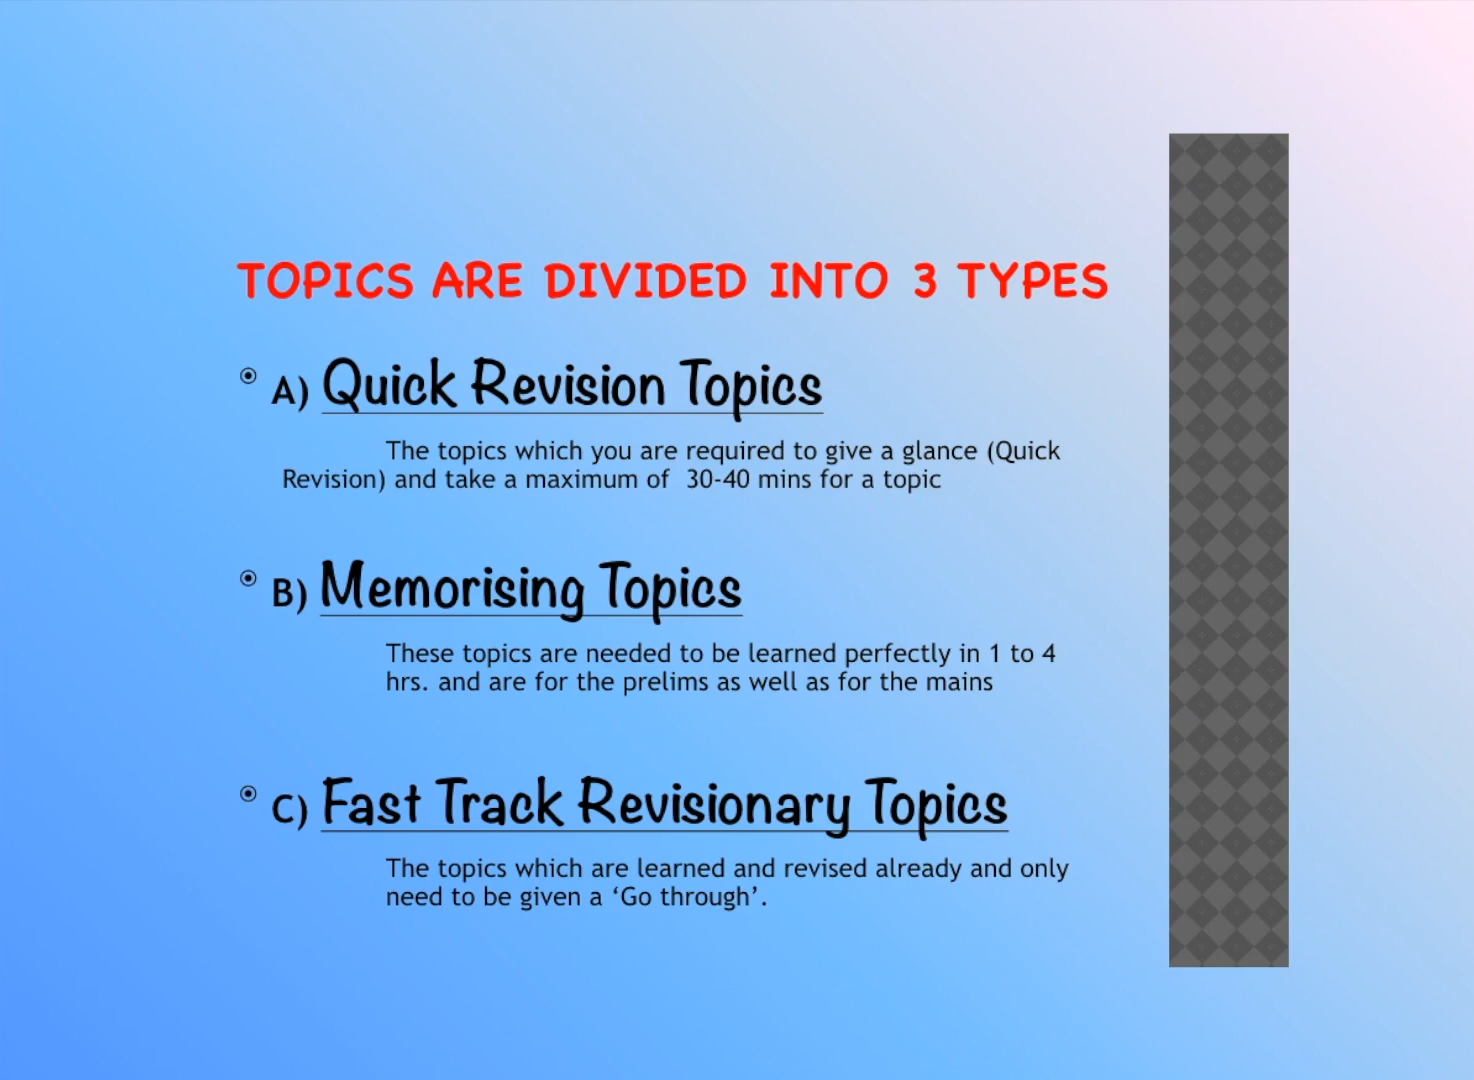 TOPICS ARE DIVIDED INTO 3 TYPES
A) Quick Revision Topics
The topics which you are required to give a glance (Quick
Revision) and take a maximum of  30-40 mins for a topic
B) Memorising Topics
These topics are needed to be learned perfectly in 1 to 4
hrs. and are for the prelims as well as for the mains
C) Fast Track Revisionary Topics
The topics which are learned and revised already and only
need to be given a ‘Go through’.